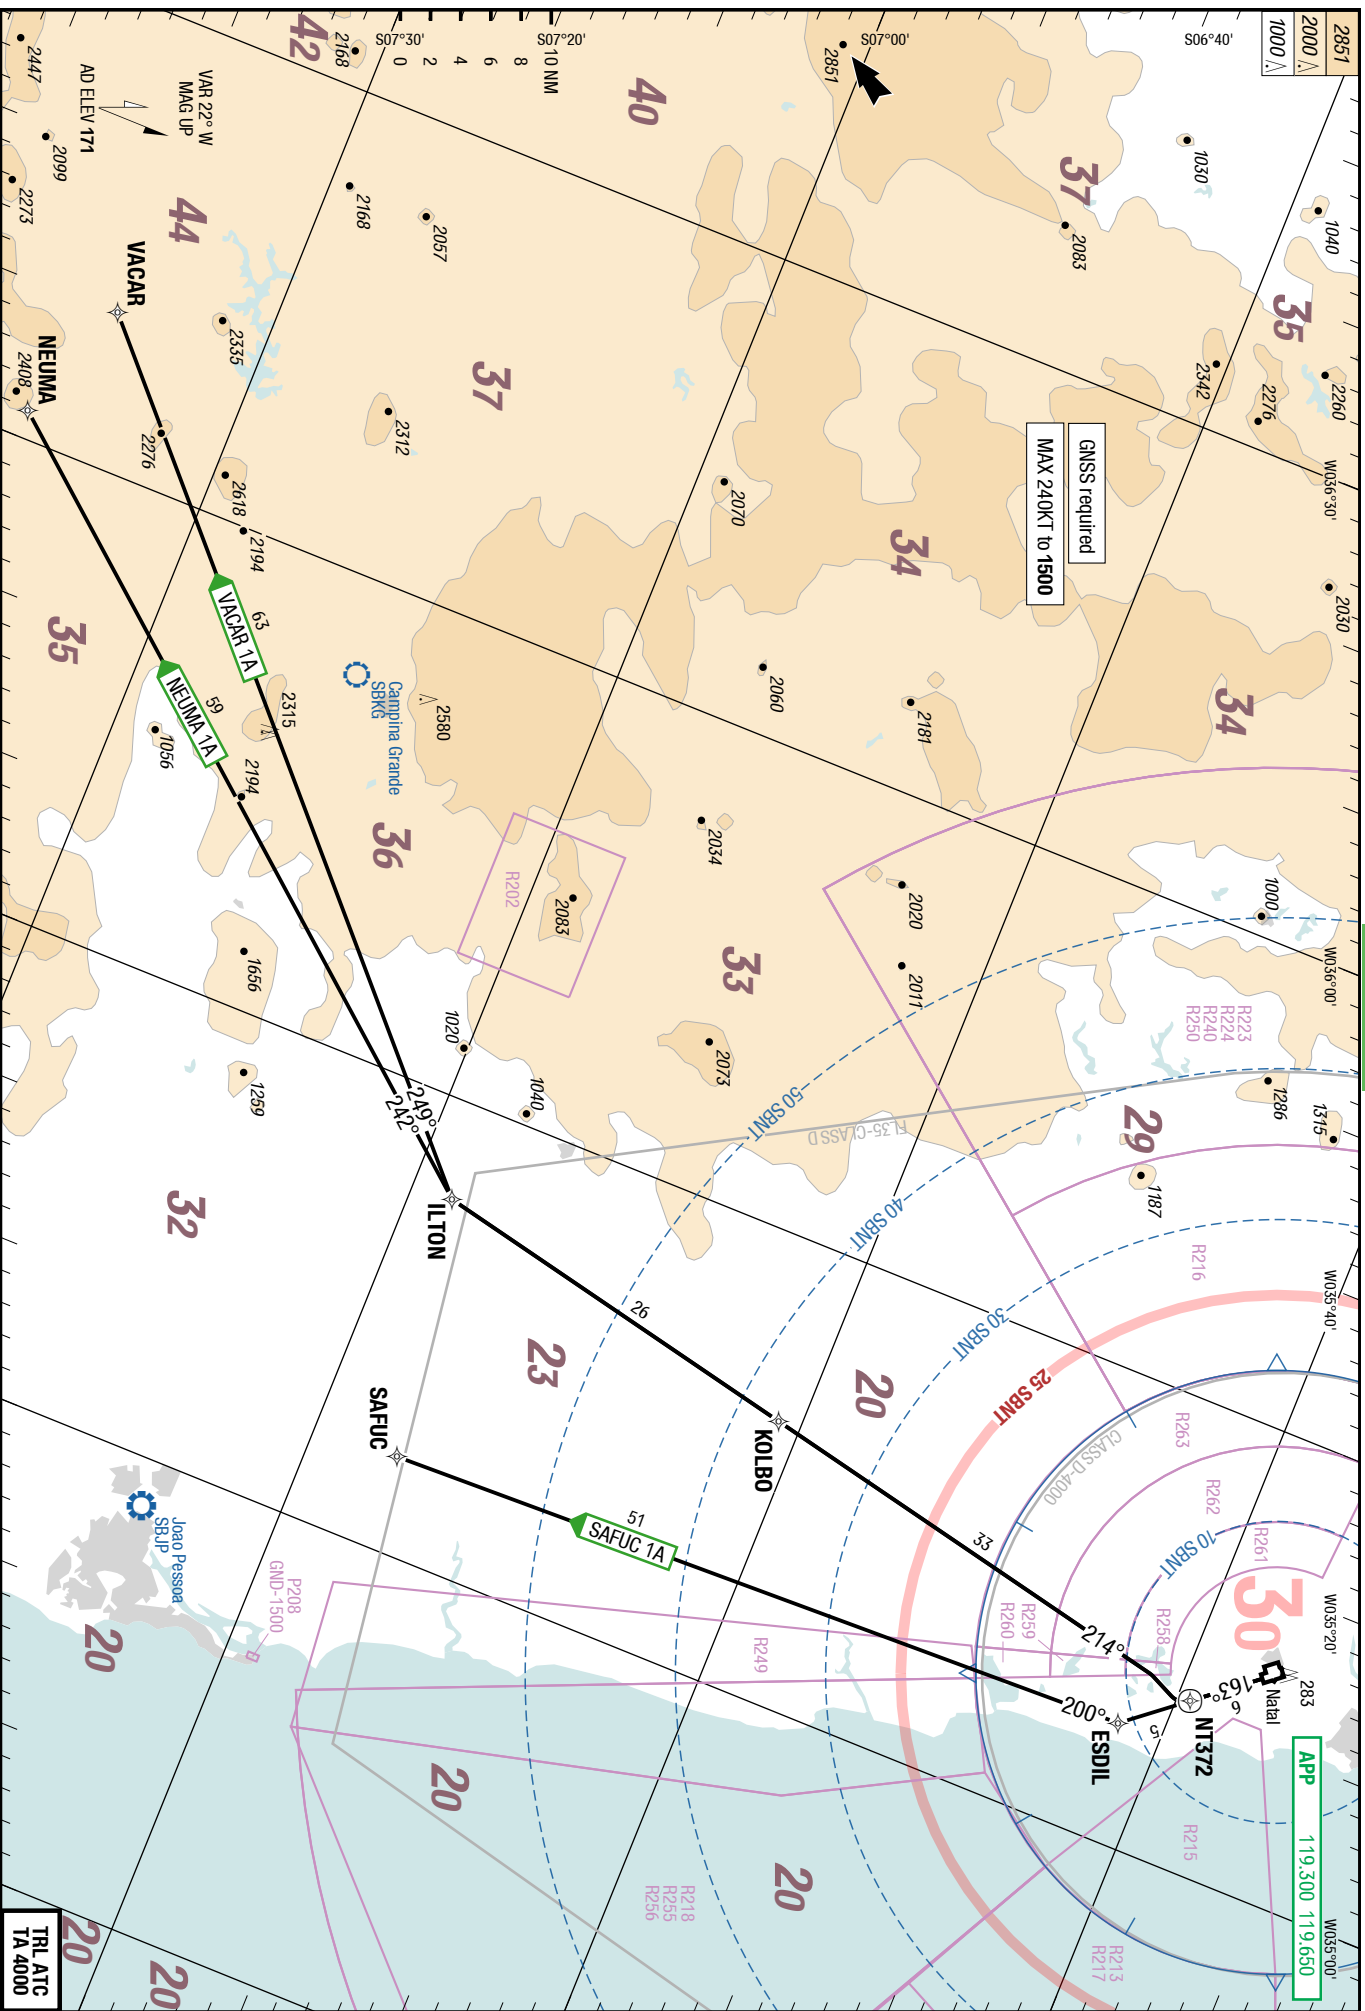 2851
2000
1000
APP 119.300 119.650
GNSS required
MAX 240KT to 1500
VAR 22° W
MAG UP
AD ELEV 171
TRL ATC
TA 4000
10 NM
8
6
4
2
0
S07°30'
S07°20'
S07°00'
S06°40'
W036°30'
W036°00'
W035°40'
W035°20'
W035°00'
42
40
37
35
44
37
34
34
35
36
33
29
32
23
20
30
20
20
20
20
20
2447
2168
2851
1030
1040
2099
2273
2168
2057
2083
2335
2312
2342
2276
2260
2408
2276
2618
2194
2070
2030
2315
2580
2060
2181
1056
2194
2034
2020
1000
2083
2011
1656
1259
1020
1040
2073
1286
1315
1187
283
VACAR
NEUMA
63
VACAR 1A
59
NEUMA 1A
249°
242°
ILTON
26
KOLBO
33
214°
SAFUC
51
SAFUC 1A
200°
ESDIL
5
NT372
6
163°
Natal
Campina Grande
SBKG
Joao Pessoa
SBJP
P208
GND-1500
R202
R223
R224
R240
R250
R216
R263
R262
R261
R258
R259
R260
R249
R215
R213
R217
R218
R255
R256
FL35-CLASS D
CLASS D-4000
50 SBNT
40 SBNT
30 SBNT
25 SBNT
10 SBNT